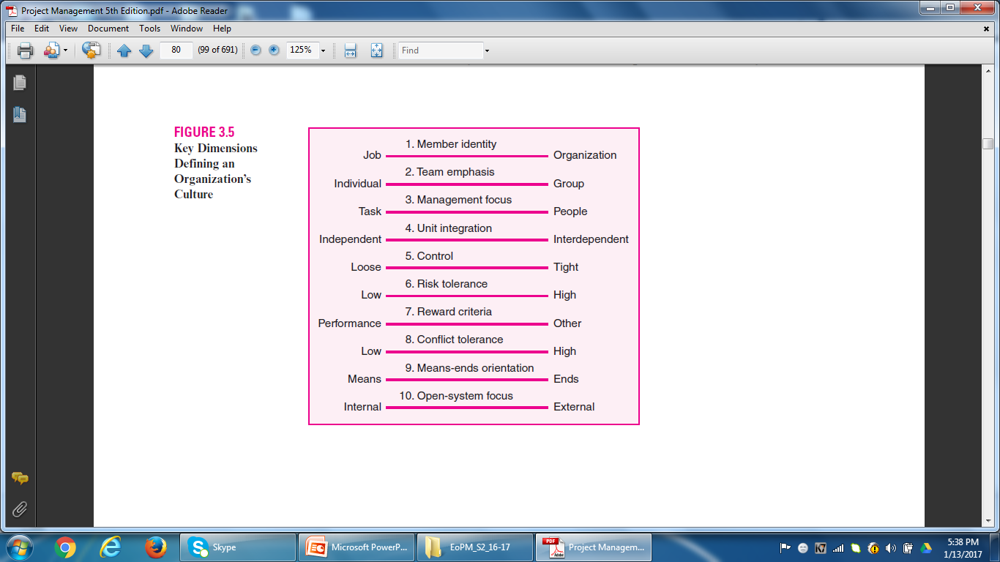 Project Management 5th Edition.pdf - Adobe Reader
File Edit View Document Tools Window Help
80 (99 of 691) 125% Find
FIGURE 3.5
Key Dimensions
Defining an
Organization's
Culture
1. Member identity
Job Organization
2. Team emphasis
Individual Group
3. Management focus
Task People
4. Unit integration
Independent Interdependent
5. Control
Loose Tight
6. Risk tolerance
Low High
7. Reward criteria
Performance Other
8. Conflict tolerance
Low High
9. Means-ends orientation
Means Ends
10. Open-system focus
Internal External
Skype Microsoft PowerP... EoPM_S2_16-17 Project Managem... 5:38 PM
1/13/2017